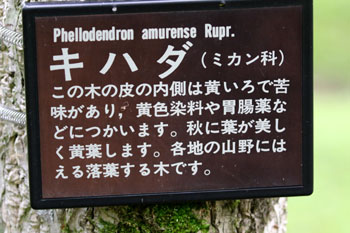 Phellodendron amurense Rupr.
キハダ(ミカン科)
この木の皮の内側は黄いろで苦
味があり,黄色染料や胃腸薬な
どにつかいます。秋に葉が美し
く黄葉します。各地の山野には
える落葉する木です。